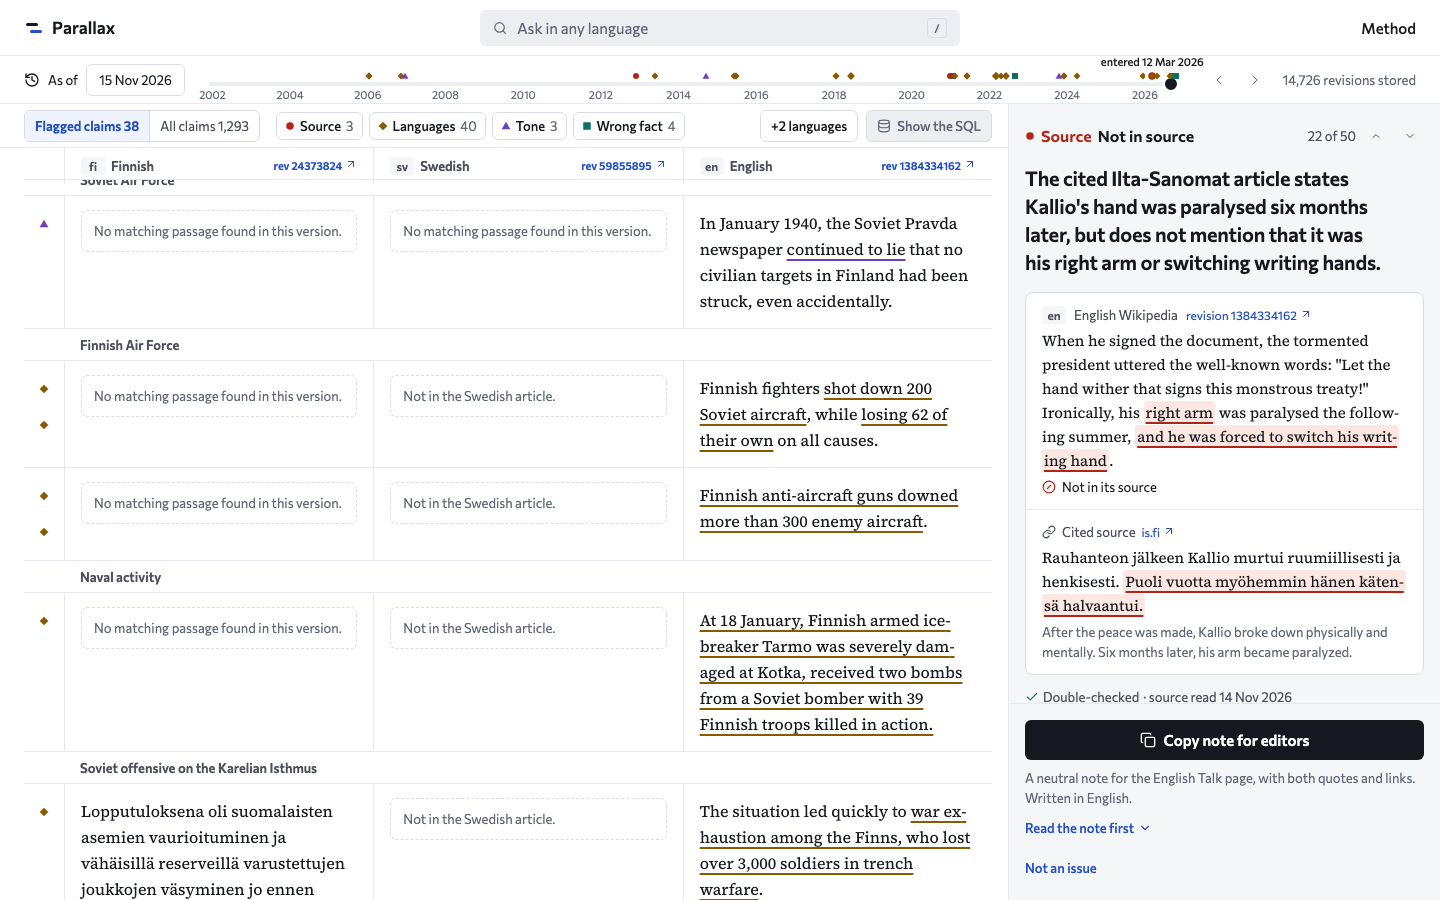 Parallax
Ask in any language
/
Method
As of
15 Nov 2026
entered 12 Mar 2026
2002
2004
2006
2008
2010
2012
2014
2016
2018
2020
2022
2024
2026
14,726 revisions stored
Flagged claims 38
All claims 1,293
Source 3
Languages 40
Tone 3
Wrong fact 4
+2 languages
Show the SQL
fi Finnish
rev 24373824
sv Swedish
rev 59855895
en English
rev 1384334162
Soviet Air Force
No matching passage found in this version.
No matching passage found in this version.
In January 1940, the Soviet Pravda
newspaper continued to lie that no
civilian targets in Finland had been
struck, even accidentally.
Finnish Air Force
No matching passage found in this version.
Not in the Swedish article.
Finnish fighters shot down 200
Soviet aircraft, while losing 62 of
their own on all causes.
No matching passage found in this version.
Not in the Swedish article.
Finnish anti-aircraft guns downed
more than 300 enemy aircraft.
Naval activity
No matching passage found in this version.
Not in the Swedish article.
At 18 January, Finnish armed ice-
breaker Tarmo was severely dam-
aged at Kotka, received two bombs
from a Soviet bomber with 39
Finnish troops killed in action.
Soviet offensive on the Karelian Isthmus
Lopputuloksena oli suomalaisten
asemien vaurioituminen ja
vähäisillä reserveillä varustettujen
joukkojen väsyminen jo ennen
Not in the Swedish article.
The situation led quickly to war ex-
haustion among the Finns, who lost
over 3,000 soldiers in trench
warfare.
Source Not in source
22 of 50
The cited Ilta-Sanomat article states
Kallio's hand was paralysed six months
later, but does not mention that it was
his right arm or switching writing hands.
en English Wikipedia revision 1384334162
When he signed the document, the tormented
president uttered the well-known words: "Let the
hand wither that signs this monstrous treaty!"
Ironically, his right arm was paralysed the follow-
ing summer, and he was forced to switch his writ-
ing hand.
Not in its source
Cited source is.fi
Rauhanteon jälkeen Kallio murtui ruumiillisesti ja
henkisesti. Puoli vuotta myöhemmin hänen käten-
sä halvaantui.
After the peace was made, Kallio broke down physically and
mentally. Six months later, his arm became paralyzed.
Double-checked · source read 14 Nov 2026
Copy note for editors
A neutral note for the English Talk page, with both quotes and links.
Written in English.
Read the note first
Not an issue